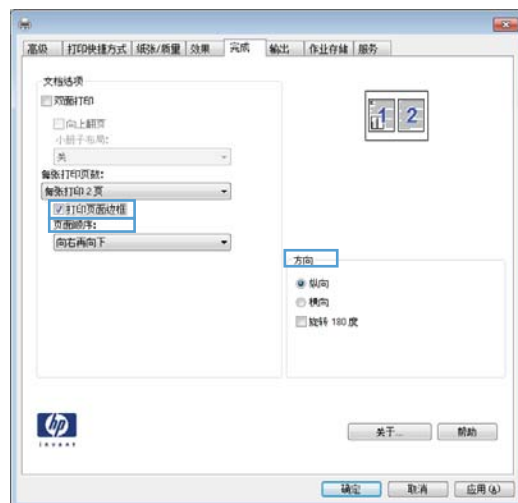 高级 打印快捷方式 纸张/质量 效果 完成 输出 作业存储 服务
文档选项
双面打印
向上翻页
小册子布局:
关
每张打印页数:
每张打印 2 页
打印页面边框
页面顺序:
向右再向下
1 2
方向
纵向
横向
旋转 180 度
hp
invent
关于... 帮助
确定 取消 应用(A)